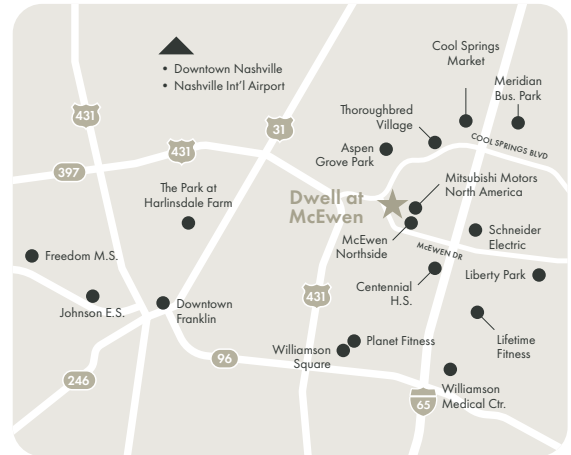 Cool Springs
Market
• Downtown Nashville
• Nashville Int'l Airport
Meridian
Bus. Park
431
Thoroughbred
Village
31
COOL SPRINGS BLVD
431
Aspen
Grove Park
397
The Park at
Harlinsdale Farm
Mitsubishi Motors
North America
Dwell at
McEwen
McEwen
Northside
Schneider
Electric
McEWEN DR
Freedom M.S.
Liberty Park
Centennial
H.S.
431
Johnson E.S.
Downtown
Franklin
Planet Fitness
Lifetime
Fitness
Williamson
Square
96
246
Williamson
Medical Ctr.
65